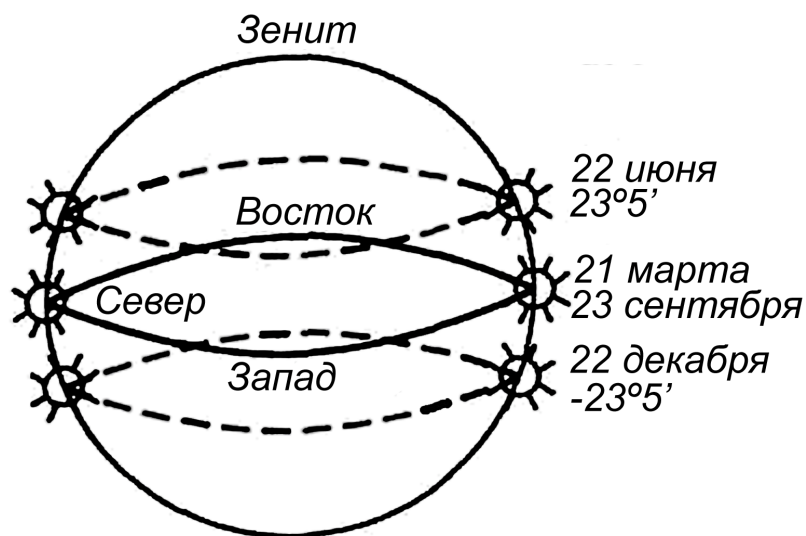 Зенит
22 июня
23º5’
Восток
21 марта
Север
23 сентября
22 декабря
Запад
-23º5’